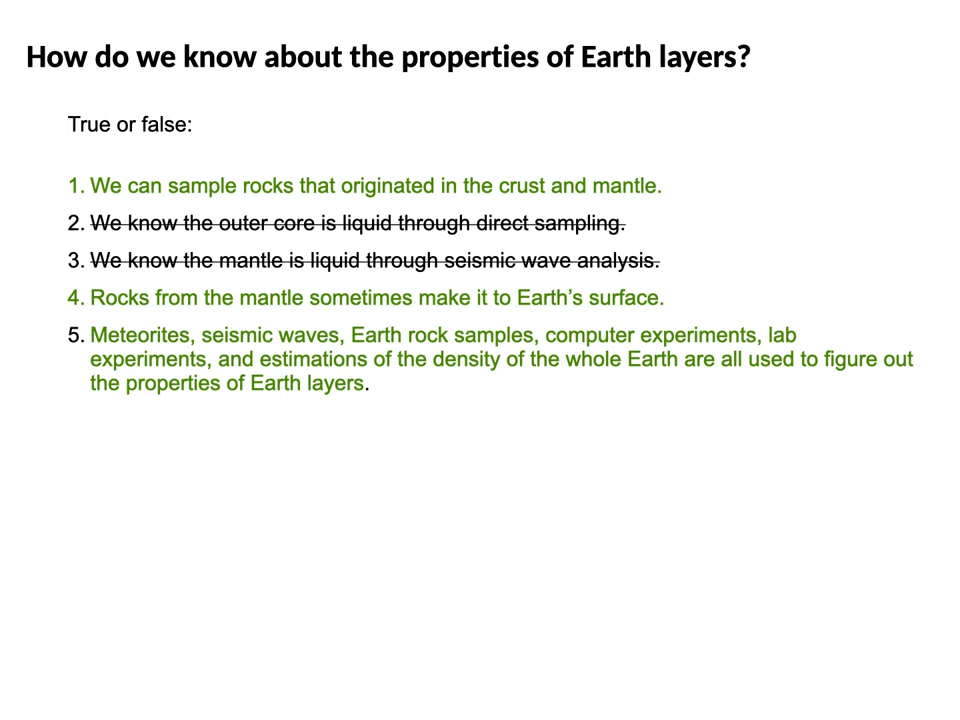 How do we know about the properties of Earth layers?
True or false:
1. We can sample rocks that originated in the crust and mantle.
2. We know the outer core is liquid through direct sampling.
3. We know the mantle is liquid through seismic wave analysis.
4. Rocks from the mantle sometimes make it to Earth’s surface.
5. Meteorites, seismic waves, Earth rock samples, computer experiments, lab
experiments, and estimations of the density of the whole Earth are all used to figure out
the properties of Earth layers.